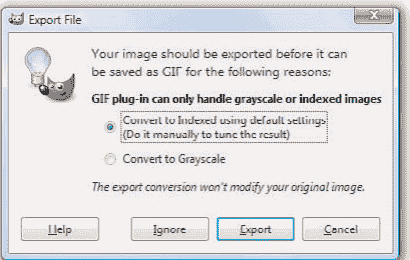 Export File
Your image should be exported before it can
be saved as GIF for the following reasons:
GIF plug-in can only handle grayscale or indexed images
Convert to Indexed using default settings
(Do it manually to tune the result)
Convert to Grayscale
The export conversion won't modify your original image.
Help Ignore Export Cancel